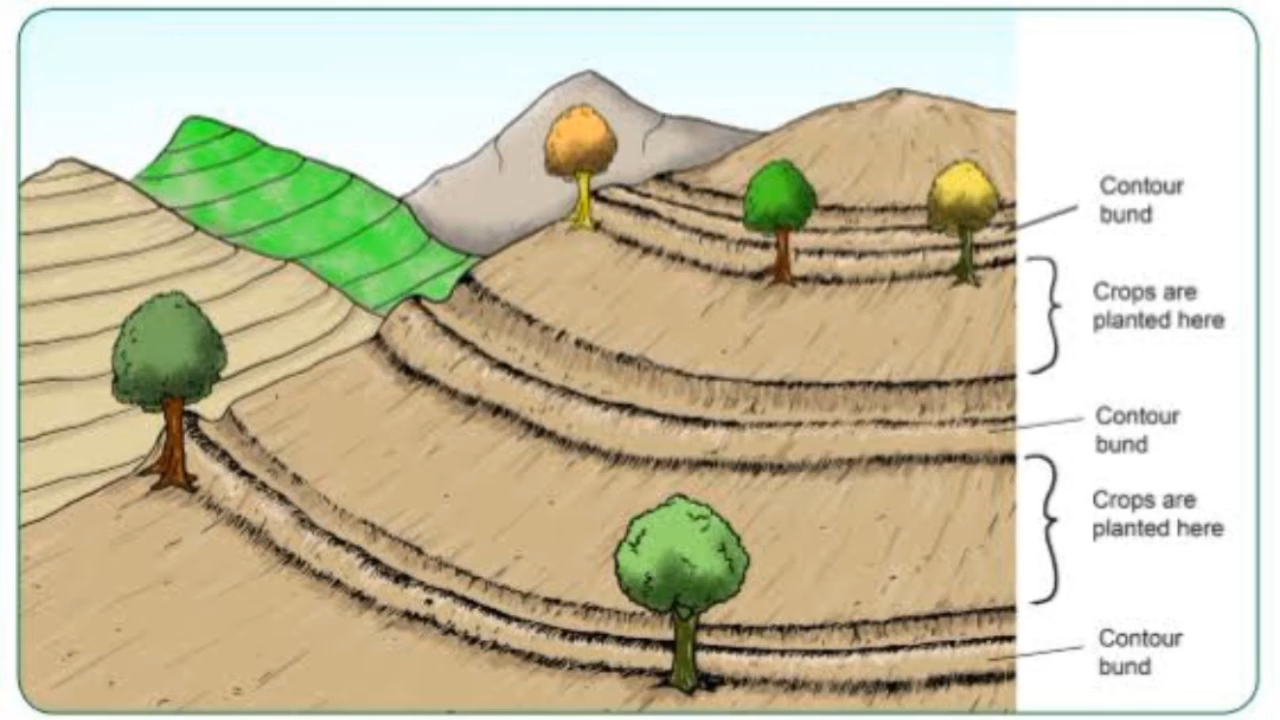 Contour
bund
Crops are
planted here
Contour
bund
Crops are
planted here
Contour
bund